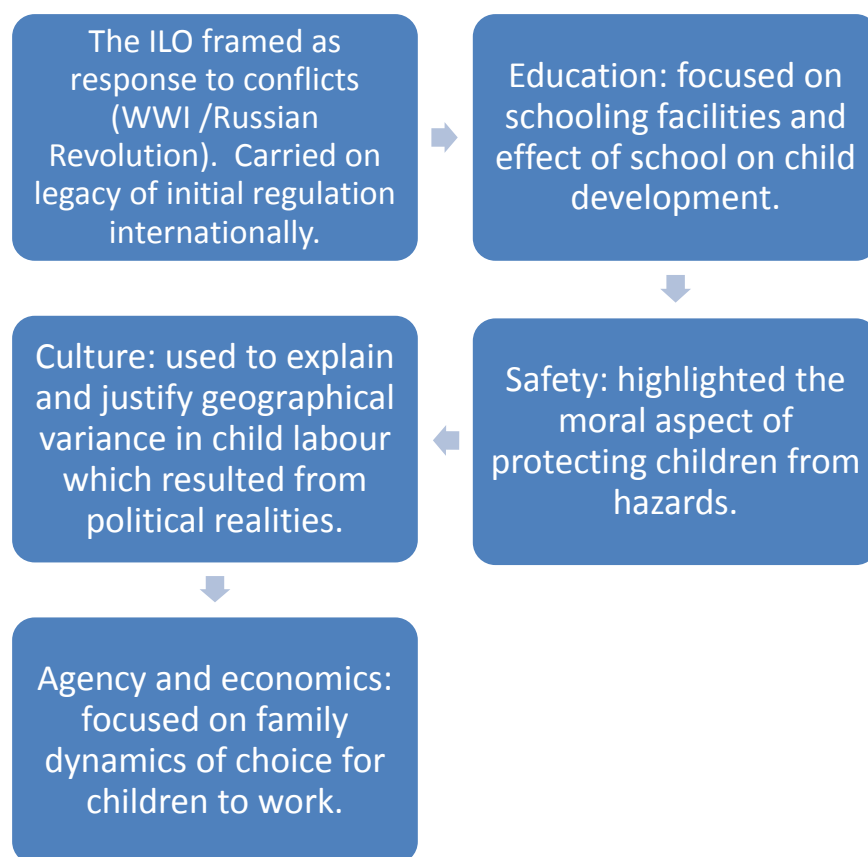 The ILO framed as
response to conflicts
(WWI /Russian
Revolution).  Carried on
legacy of initial regulation
internationally.
Education: focused on
schooling facilities and
effect of school on child
development.
Safety: highlighted the
moral aspect of
protecting children from
hazards.
Culture: used to explain
and justify geographical
variance in child labour
which resulted from
political realities.
Agency and economics:
focused on family
dynamics of choice for
children to work.